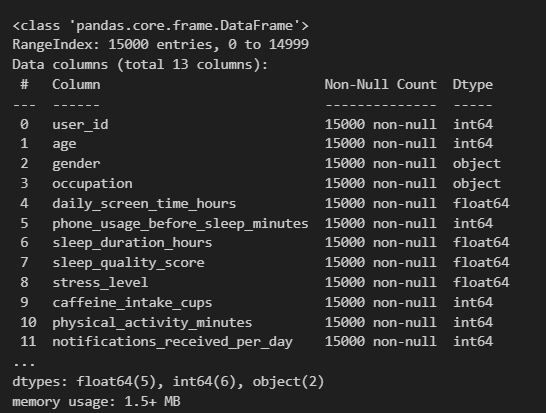 <class 'pandas.core.frame.DataFrame'>
RangeIndex: 15000 entries, 0 to 14999
Data columns (total 13 columns):
 #   Column                         Non-Null Count  Dtype
---  ------                         --------------  -----
 0   user_id                        15000 non-null  int64
 1   age                            15000 non-null  int64
 2   gender                         15000 non-null  object
 3   occupation                     15000 non-null  object
 4   daily_screen_time_hours        15000 non-null  float64
 5   phone_usage_before_sleep_minutes  15000 non-null  int64
 6   sleep_duration_hours           15000 non-null  float64
 7   sleep_quality_score            15000 non-null  float64
 8   stress_level                   15000 non-null  float64
 9   caffeine_intake_cups           15000 non-null  int64
 10  physical_activity_minutes      15000 non-null  int64
 11  notifications_received_per_day  15000 non-null  int64
...
dtypes: float64(5), int64(6), object(2)
memory usage: 1.5+ MB